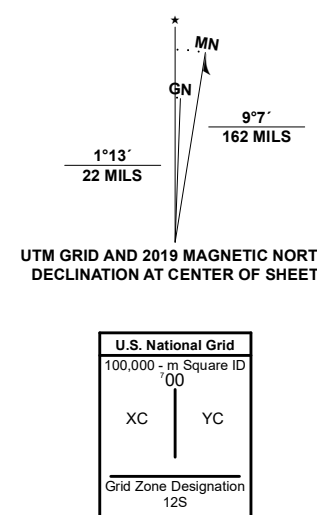 ★
MN
GN
9°7´
162 MILS
1°13´
22 MILS
UTM GRID AND 2019 MAGNETIC NORT
DECLINATION AT CENTER OF SHEET
U.S. National Grid
100,000 - m Square ID
⁷00
XC YC
Grid Zone Designation
12S